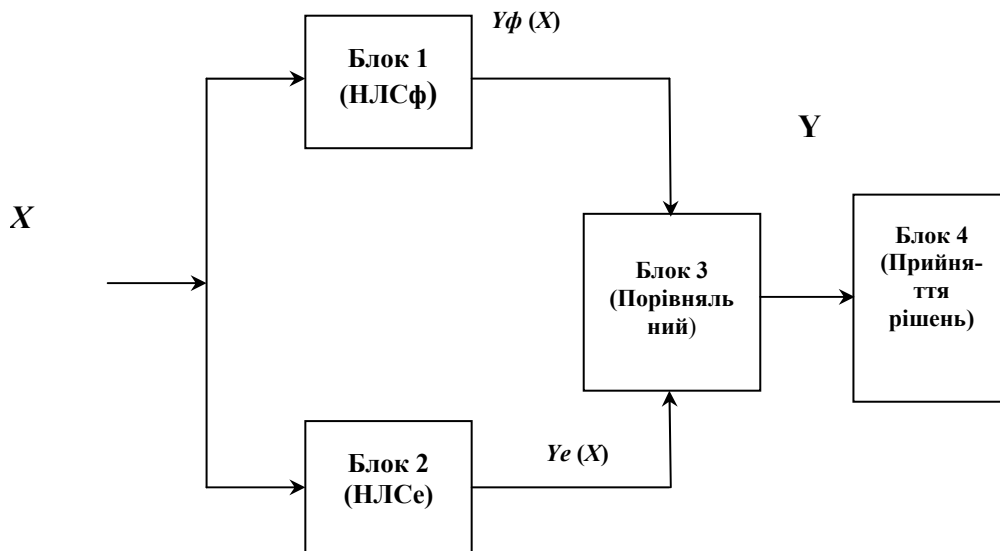 Yф (X)
Блок 1
(НЛСф)
Y
X
Блок 3
(Порівняль
ний)
Блок 4
(Прийня-
ття
рішень)
Блок 2
(НЛСе)
Ye (X)